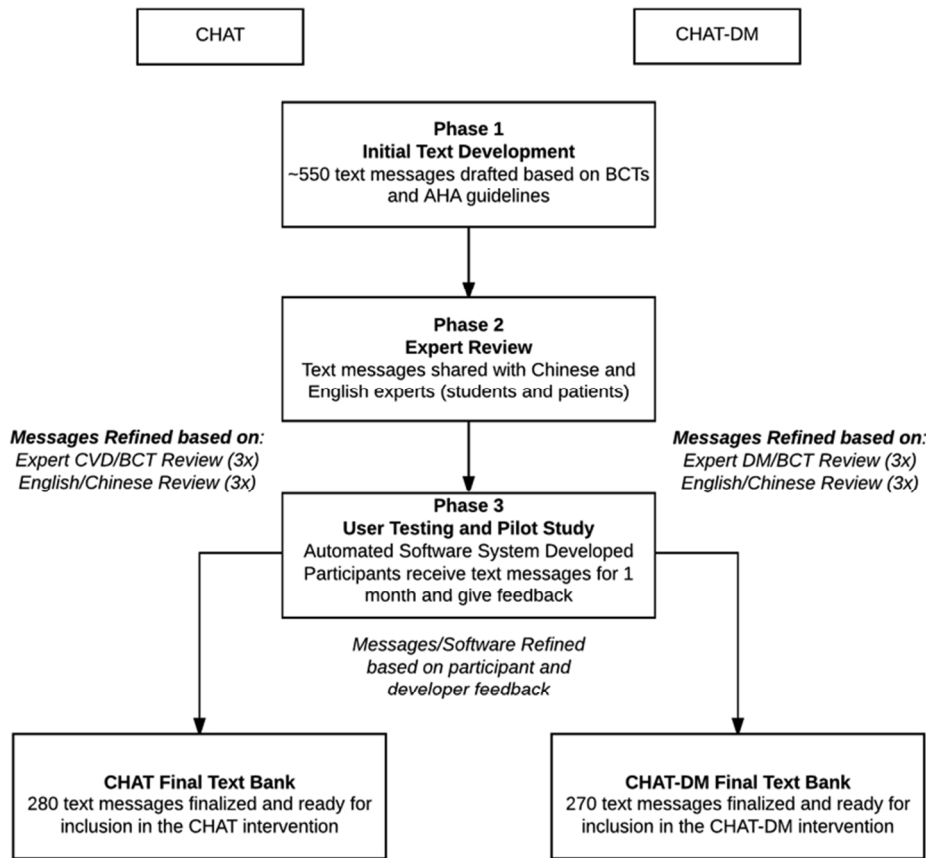 CHAT
CHAT-DM
Phase 1
Initial Text Development
~550 text messages drafted based on BCTs
and AHA guidelines
Phase 2
Expert Review
Text messages shared with Chinese and
English experts (students and patients)
Messages Refined based on:
Expert CVD/BCT Review (3x)
English/Chinese Review (3x)
Messages Refined based on:
Expert DM/BCT Review (3x)
English/Chinese Review (3x)
Phase 3
User Testing and Pilot Study
Automated Software System Developed
Participants receive text messages for 1
month and give feedback
Messages/Software Refined
based on participant and
developer feedback
CHAT Final Text Bank
280 text messages finalized and ready for
inclusion in the CHAT intervention
CHAT-DM Final Text Bank
270 text messages finalized and ready for
inclusion in the CHAT-DM intervention